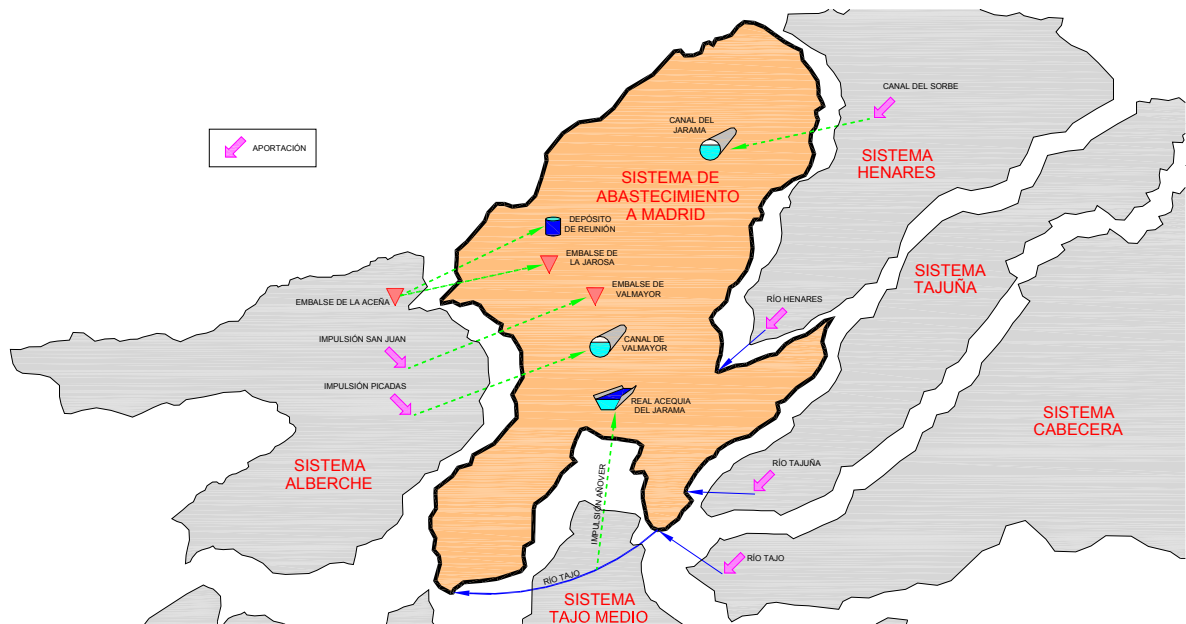 CANAL DEL SORBE
CANAL DEL
JARAMA
APORTACIÓN
SISTEMA
HENARES
SISTEMA DE
ABASTECIMIENTO
A MADRID
DEPÓSITO
DE REUNIÓN
EMBALSE DE
LA JAROSA
SISTEMA
TAJUÑA
EMBALSE DE LA ACEÑA
EMBALSE DE
VALMAYOR
RÍO HENARES
IMPULSIÓN SAN JUAN
CANAL DE
VALMAYOR
IMPULSIÓN PICADAS
REAL ACEQUIA
DEL JARAMA
SISTEMA
CABECERA
SISTEMA
ALBERCHE
RÍO TAJUÑA
IMPULSIÓN AÑOVER
RÍO TAJO
RÍO TAJO
SISTEMA
TAJO MEDIO